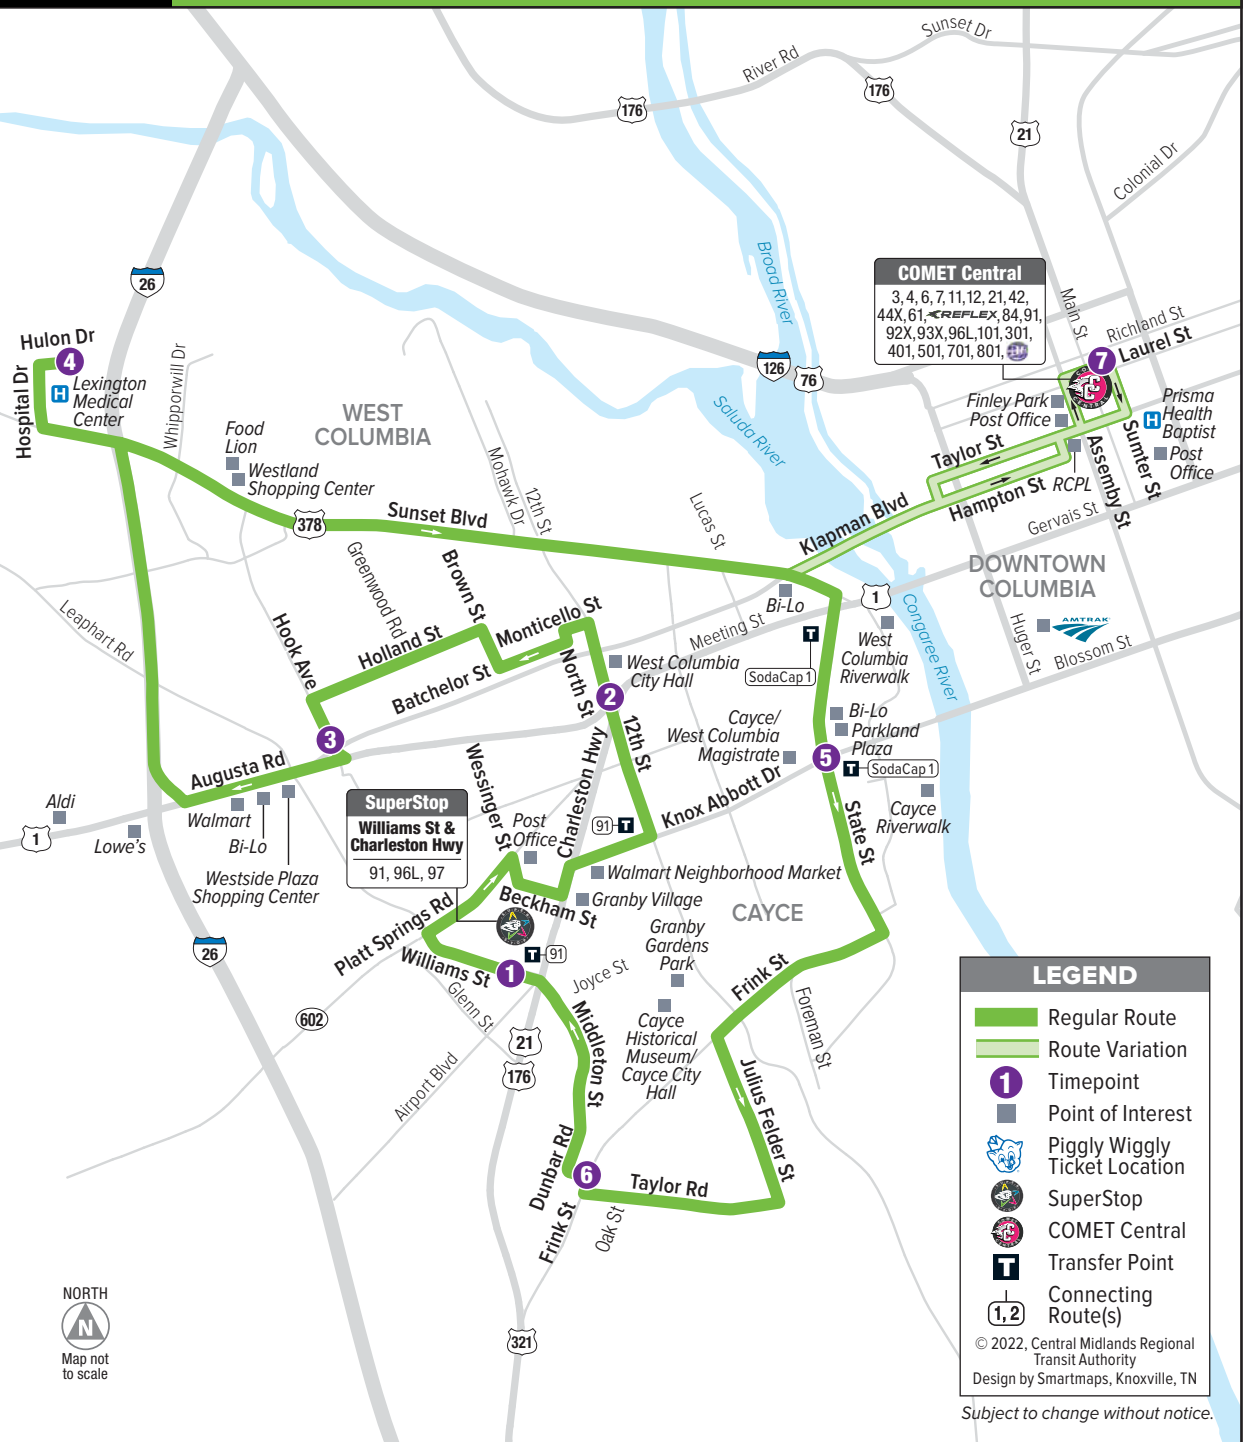 Sunset Dr
River Rd
176
176
21
Colonial Dr
Broad River
26
COMET Central
3, 4, 6, 7, 11, 12, 21, 42,
44X, 61, REFLEX, 84, 91,
92X, 93X, 96L, 101, 301,
401, 501, 701, 801,
Main St
Richland St
Laurel St
7
Hulon Dr
4
Hospital Dr
H
Lexington
Medical
Center
Whipporwill Dr
126
76
Saluda River
WEST
COLUMBIA
Food
Lion
Westland
Shopping Center
Finley Park
Post Office
Prisma
Health
Baptist
H
Post
Office
Taylor St
RCPL
Assemby St
Sumter St
Hampton St
Gervais St
Klapman Blvd
378
Sunset Blvd
Mohawk Dr
12th St
Lucas St
DOWNTOWN
COLUMBIA
Greenwood Rd
Brown St
Bi-Lo
1
Congaree River
Huger St
AMTRAK
Blossom St
Leaphart Rd
Hook Ave
Holland St
Monticello St
Batchelor St
North St
Meeting St
T
SodaCap 1
West
Columbia
Riverwalk
West Columbia
City Hall
2
12th St
3
Augusta Rd
Cayce/
West Columbia
Magistrate
Bi-Lo
Parkland
Plaza
5
T
SodaCap 1
Cayce
Riverwalk
State St
Knox Abbott Dr
Charleston Hwy
Wessinger St
Aldi
1
Lowe's
Walmart
Bi-Lo
Westside Plaza
Shopping Center
SuperStop
Williams St &
Charleston Hwy
91, 96L, 97
Post
Office
91
T
Walmart Neighborhood Market
Granby Village
Beckham St
Platt Springs Rd
CAYCE
Granby
Gardens
Park
T
91
Williams St
1
26
Joyce St
Glenn St
Frink St
Foreman St
602
21
176
Airport Blvd
Middleton St
Cayce
Historical
Museum/
Cayce City
Hall
Julius Felder St
Dunbar Rd
6
Taylor Rd
Frink St
Oak St
321
NORTH
N
Map not
to scale
LEGEND
Regular Route
Route Variation
1
Timepoint
Point of Interest
Piggly Wiggly
Ticket Location
SuperStop
COMET Central
T
Transfer Point
1, 2
Connecting
Route(s)
© 2022, Central Midlands Regional
Transit Authority
Design by Smartmaps, Knoxville, TN
Subject to change without notice.